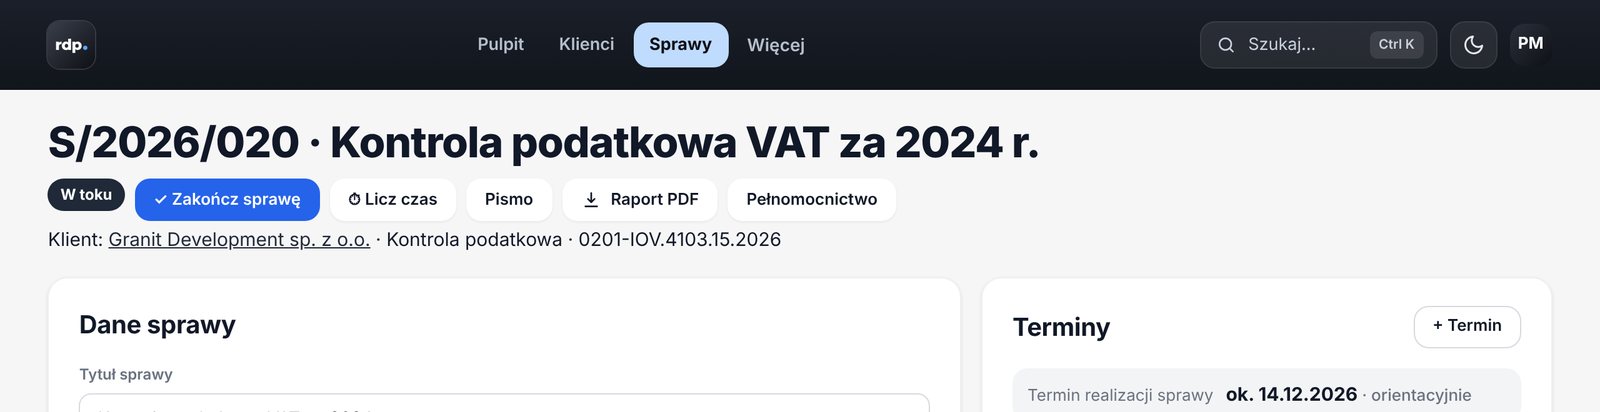 rdp.
Pulpit Klienci Sprawy Więcej
Szukaj... Ctrl K
PM
S/2026/020 · Kontrola podatkowa VAT za 2024 r.
W toku ✓ Zakończ sprawę ⏱ Licz czas Pismo Raport PDF Pełnomocnictwo
Klient: Granit Development sp. z o.o. · Kontrola podatkowa · 0201-IOV.4103.15.2026
Dane sprawy
Tytuł sprawy
Terminy
+ Termin
Termin realizacji sprawy ok. 14.12.2026 · orientacyjnie